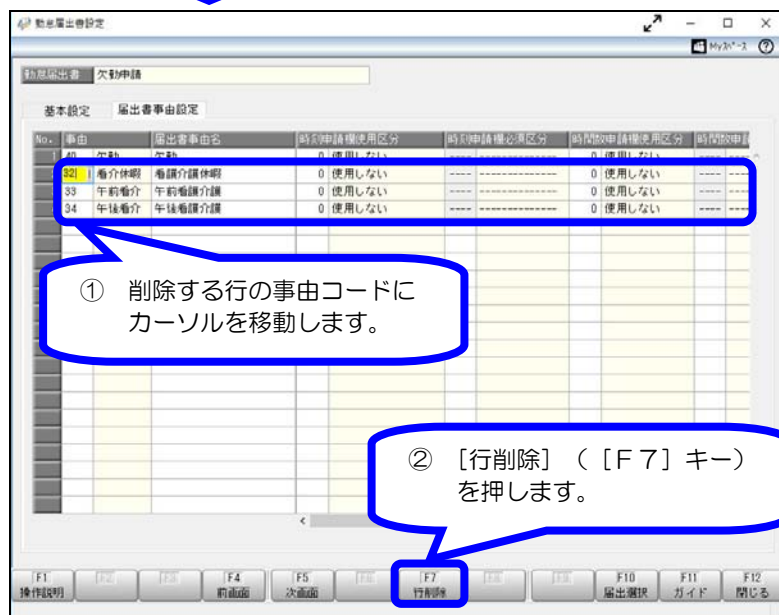 勤怠届出書設定
Myスペース
勤怠届出書 欠勤申請
基本設定 届出書事由設定
No. 事由 届出書事由名 時刻申請欄使用区分 時刻申請欄必須区分 時間数申請欄使用区分 時間数申請
1 40 欠勤 欠勤 0 使用しない ---- -------------- 0 使用しない ---- ----
32 看介休暇 看護介護休暇 0 使用しない ---- -------------- 0 使用しない ---- ----
33 午前看介 午前看護介護 0 使用しない ---- -------------- 0 使用しない ---- ----
34 午後看介 午後看護介護 0 使用しない ---- -------------- 0 使用しない ---- ----
① 削除する行の事由コードに
カーソルを移動します。
② [行削除]([F7]キー)
を押します。
F1 操作説明 F2 F3 F4 前画面 F5 次画面 F6 F7 行削除 F8 F9 F10 届出選択 F11 ガイド F12 閉じる